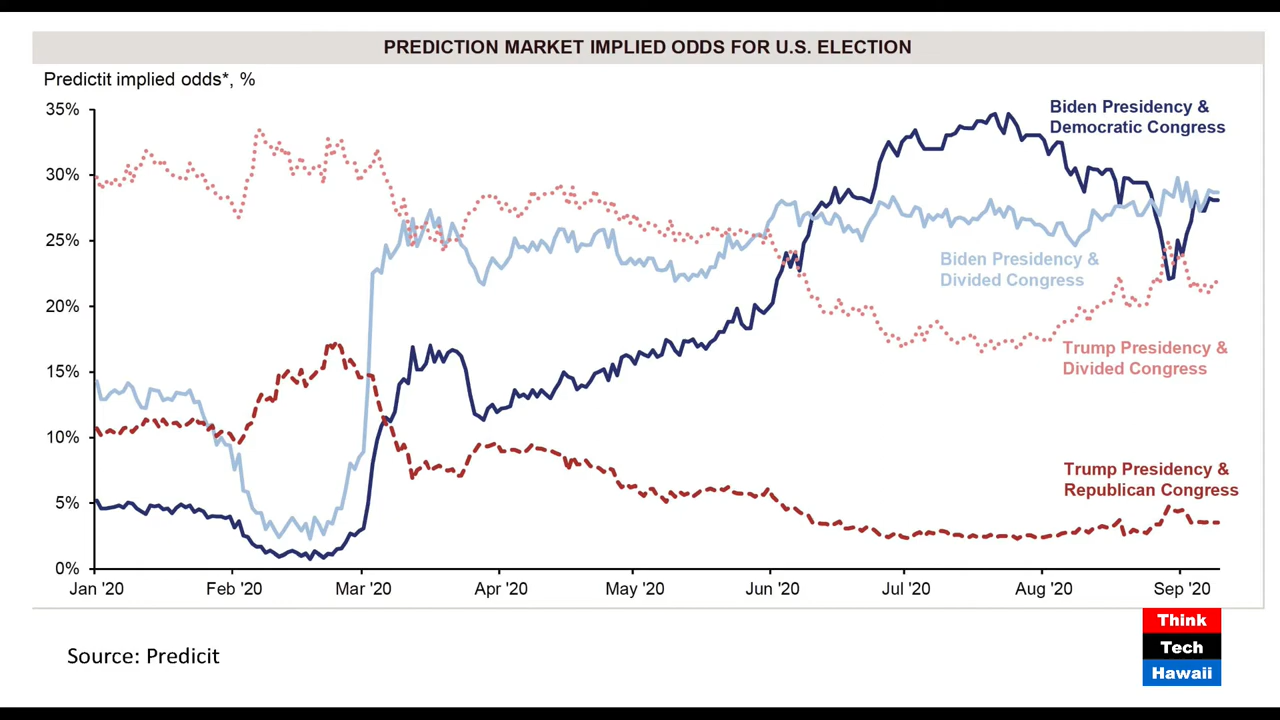 PREDICTION MARKET IMPLIED ODDS FOR U.S. ELECTION
Predictit implied odds*, %
35%
30%
25%
20%
15%
10%
5%
0%
Biden Presidency &
Democratic Congress
Biden Presidency &
Divided Congress
Trump Presidency &
Divided Congress
Trump Presidency &
Republican Congress
Jan '20 Feb '20 Mar '20 Apr '20 May '20 Jun '20 Jul '20 Aug '20 Sep '20
Source: Predicit
Think
Tech
Hawaii